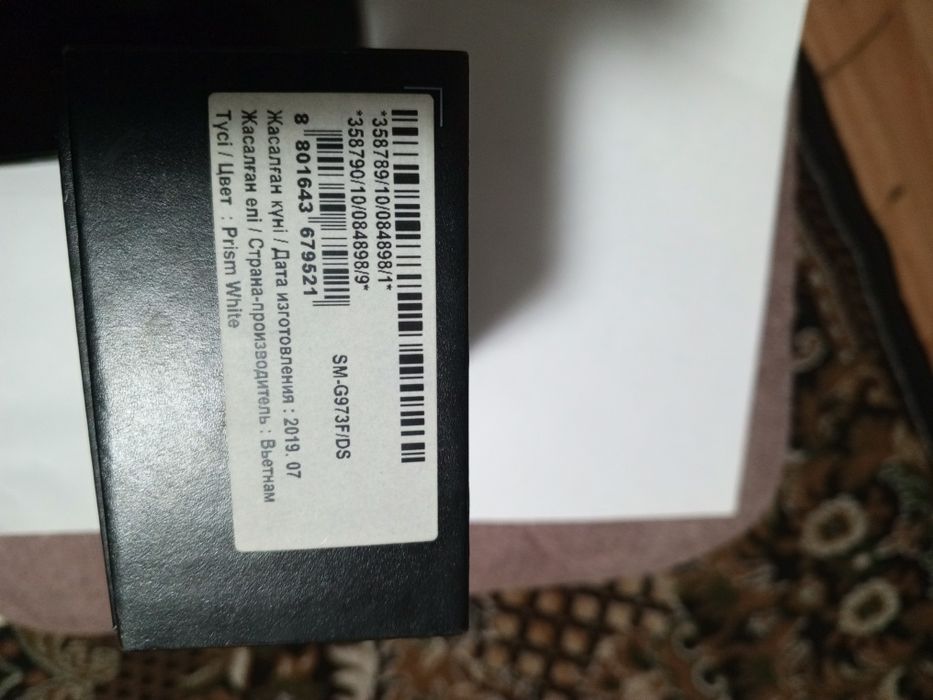 *358789/10/084898/1*
*358790/10/084898/9*
SM-G973F/DS
8 801643 679521
Жасалған күні / Дата изготовления : 2019. 07
Жасалған елі / Страна-производитель : Вьетнам
Түсі / Цвет : Prism White